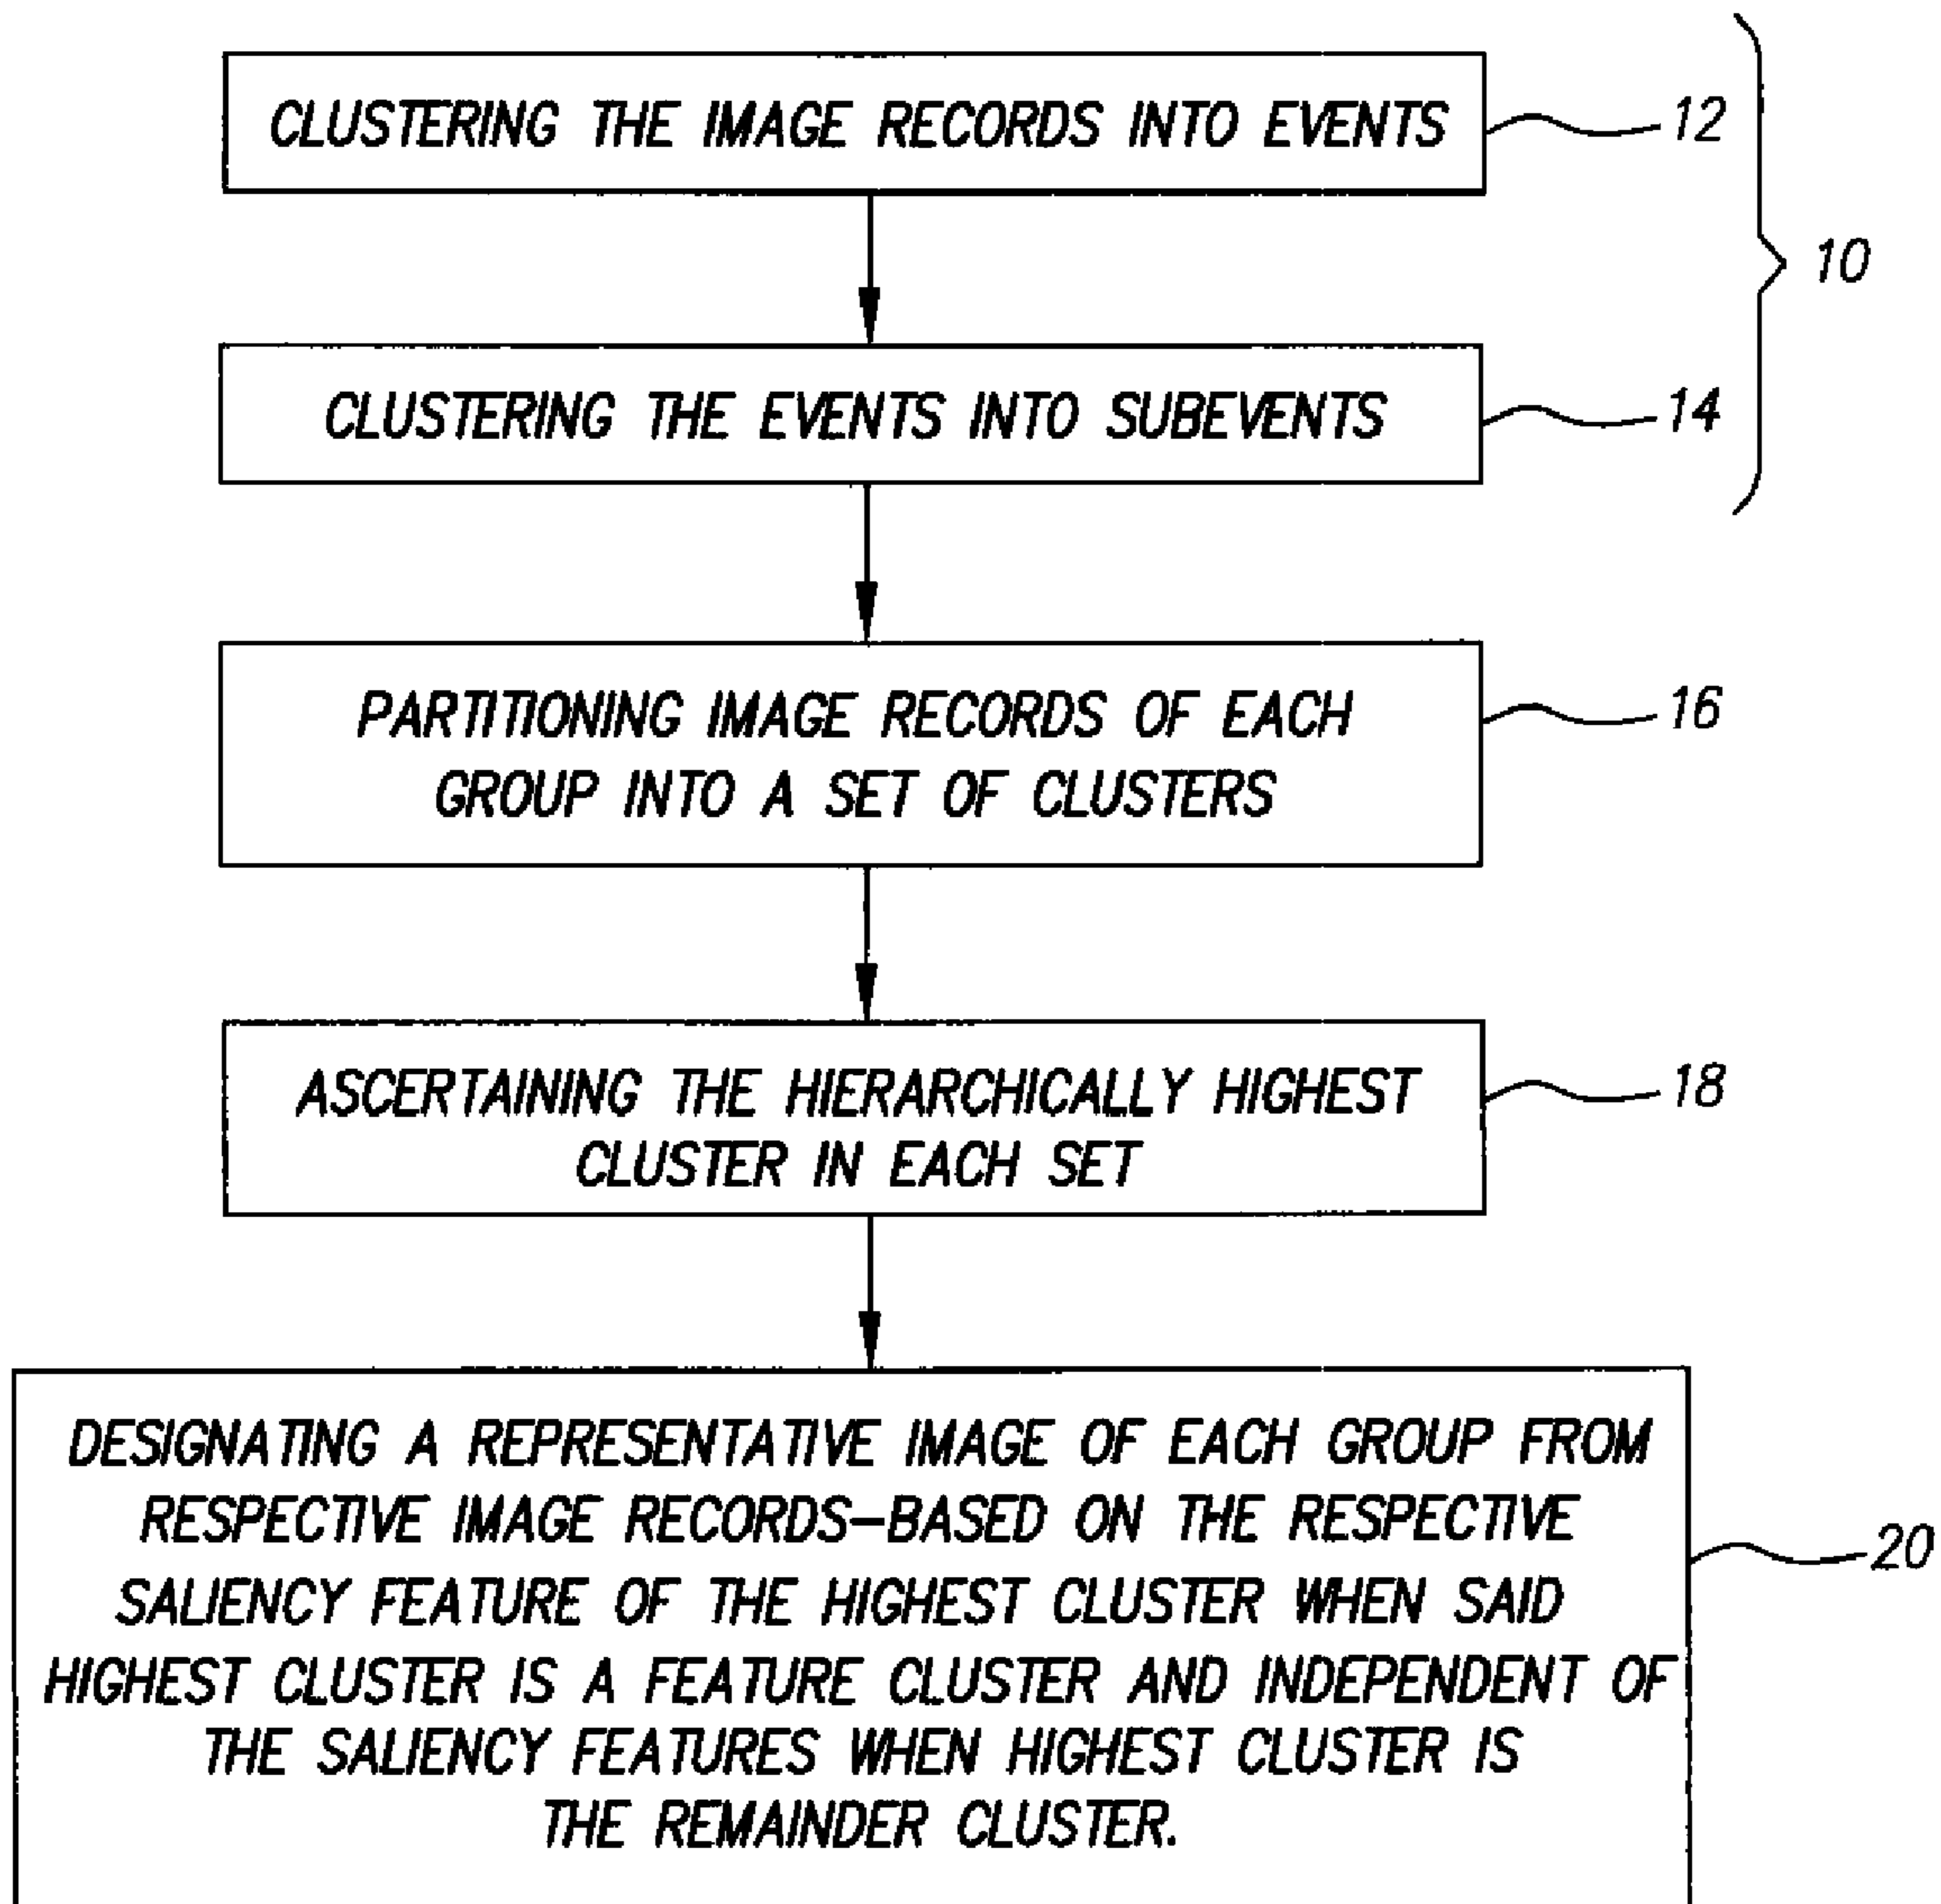 CLUSTERING THE IMAGE RECORDS INTO EVENTS
12
10
CLUSTERING THE EVENTS INTO SUBEVENTS
14
PARTITIONING IMAGE RECORDS OF EACH
GROUP INTO A SET OF CLUSTERS
16
ASCERTAINING THE HIERARCHICALLY HIGHEST
CLUSTER IN EACH SET
18
DESIGNATING A REPRESENTATIVE IMAGE OF EACH GROUP FROM
RESPECTIVE IMAGE RECORDS-BASED ON THE RESPECTIVE
SALIENCY FEATURE OF THE HIGHEST CLUSTER WHEN SAID
HIGHEST CLUSTER IS A FEATURE CLUSTER AND INDEPENDENT OF
THE SALIENCY FEATURES WHEN HIGHEST CLUSTER IS
THE REMAINDER CLUSTER.
20